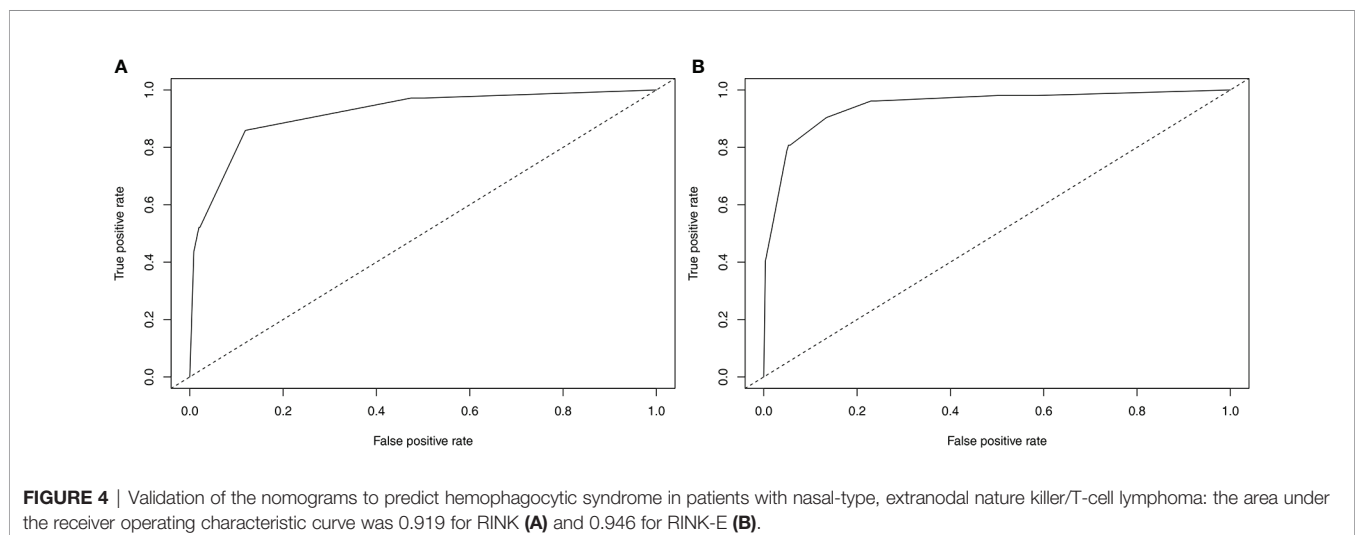 A
1.0
0.8
0.6
0.4
0.2
0.0
True positive rate
0.0 0.2 0.4 0.6 0.8 1.0
False positive rate
B
1.0
0.8
0.6
0.4
0.2
0.0
True positive rate
0.0 0.2 0.4 0.6 0.8 1.0
False positive rate
FIGURE 4 | Validation of the nomograms to predict hemophagocytic syndrome in patients with nasal-type, extranodal nature killer/T-cell lymphoma: the area under
the receiver operating characteristic curve was 0.919 for RINK (A) and 0.946 for RINK-E (B).